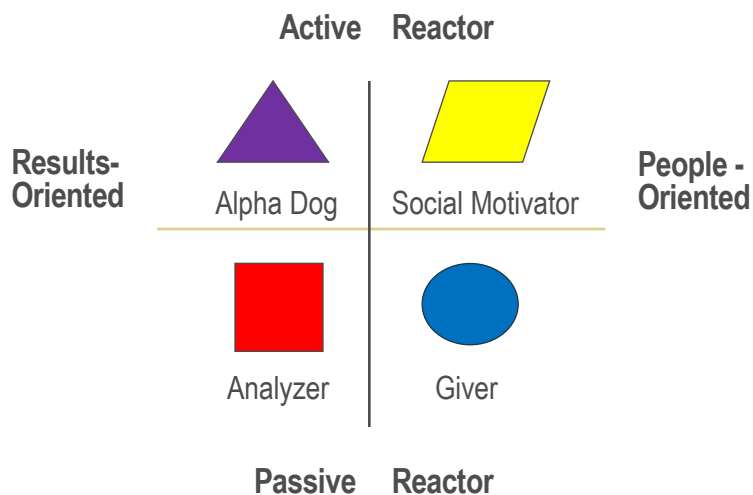 Active Reactor
Results-
Oriented
People -
Oriented
Alpha Dog
Social Motivator
Analyzer
Giver
Passive Reactor